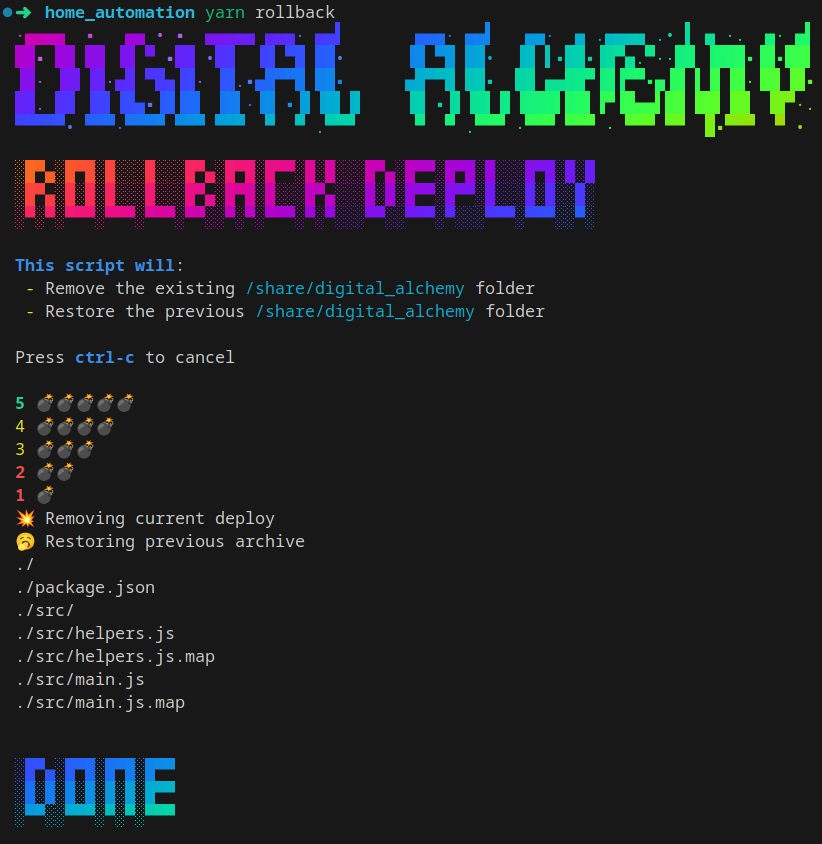 ➜ home_automation yarn rollback
DIGITAL ALCHEMY
ROLLBACK DEPLOY
This script will:
- Remove the existing /share/digital_alchemy folder
- Restore the previous /share/digital_alchemy folder
Press ctrl-c to cancel
5 💣💣💣💣💣
4 💣💣💣💣
3 💣💣💣
2 💣💣
1 💣
💥 Removing current deploy
🥱 Restoring previous archive
./
./package.json
./src/
./src/helpers.js
./src/helpers.js.map
./src/main.js
./src/main.js.map
DONE